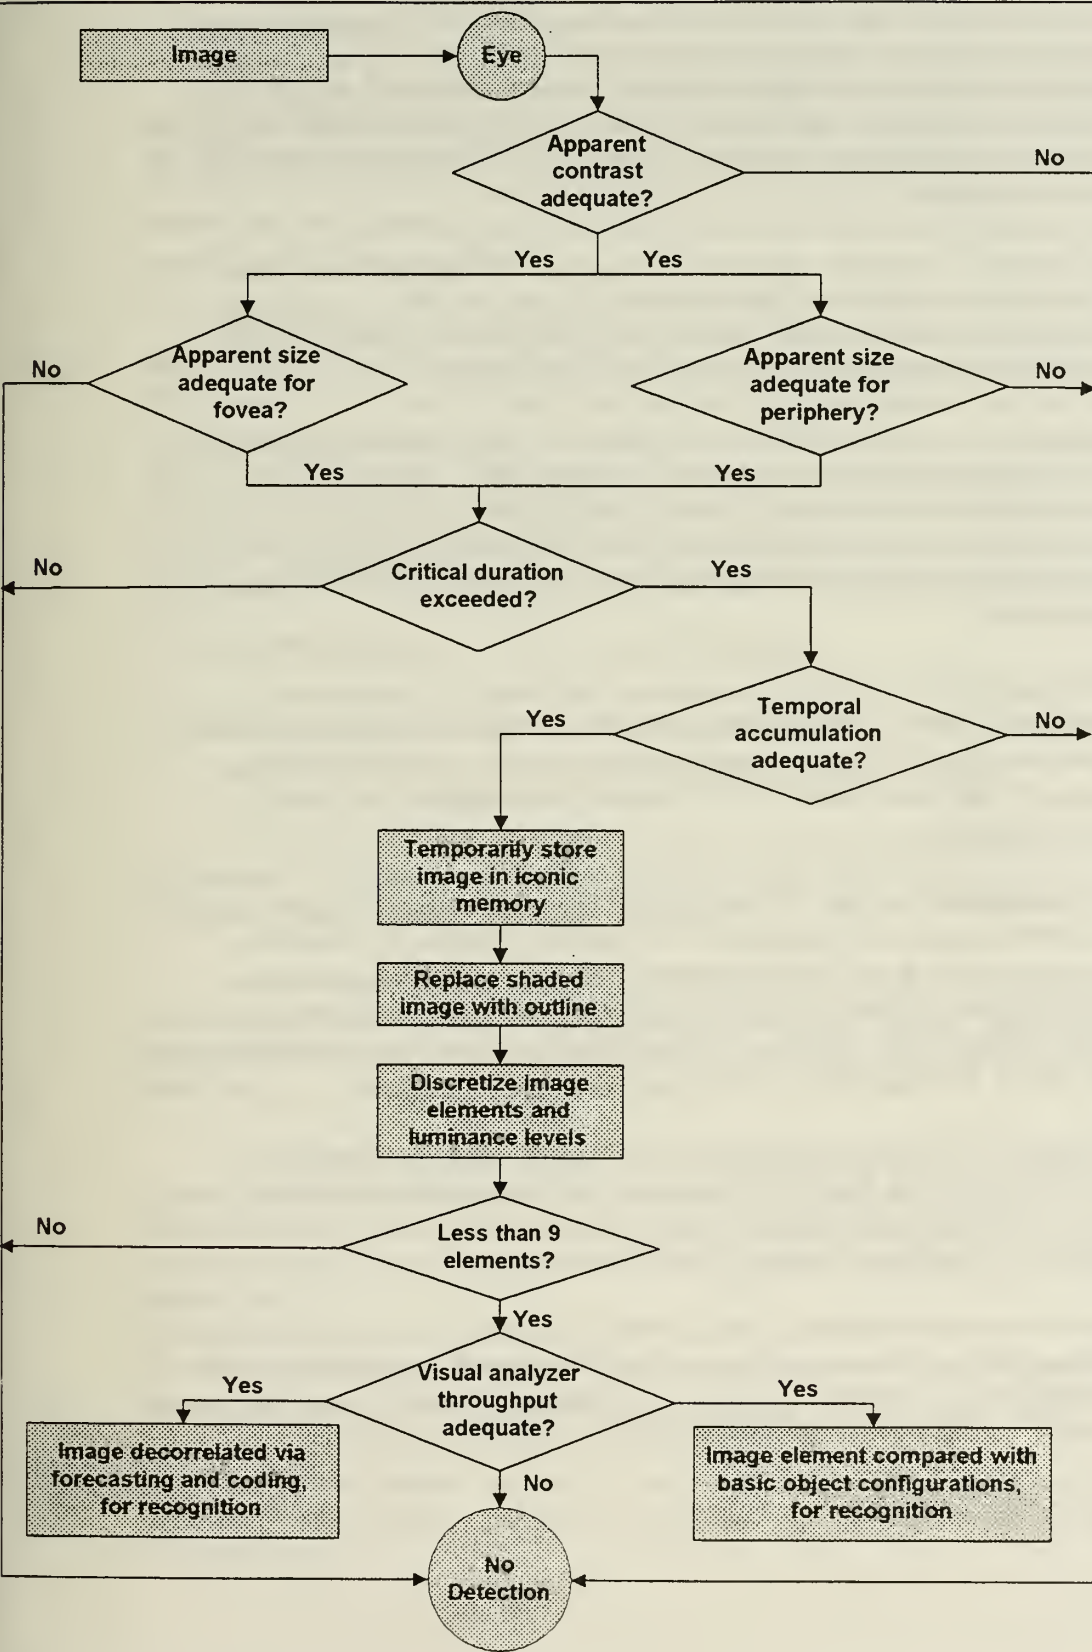 Image
Eye
Apparent
contrast
adequate?
No
Yes
Yes
Apparent size
adequate for
fovea?
No
Apparent size
adequate for
periphery?
No
Yes
Yes
Critical duration
exceeded?
No
Yes
Temporal
accumulation
adequate?
Yes
No
Temporarily store
image in iconic
memory
Replace shaded
image with outline
Discretize image
elements and
luminance levels
Less than 9
elements?
No
Yes
Visual analyzer
throughput
adequate?
Yes
Yes
Image decorrelated via
forecasting and coding,
for recognition
Image element compared with
basic object configurations,
for recognition
No
No
Detection